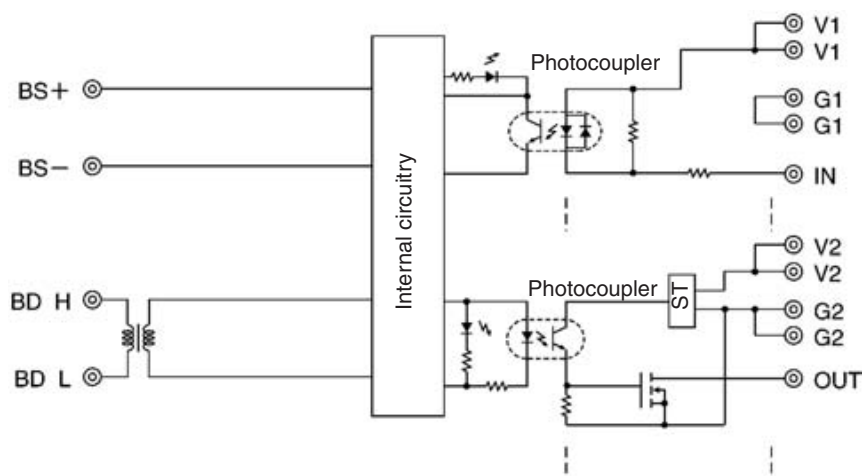 BS+
BS−
BD H
BD L
Internal circuitry
Photocoupler
V1
V1
G1
G1
IN
Photocoupler
ST
V2
V2
G2
G2
OUT